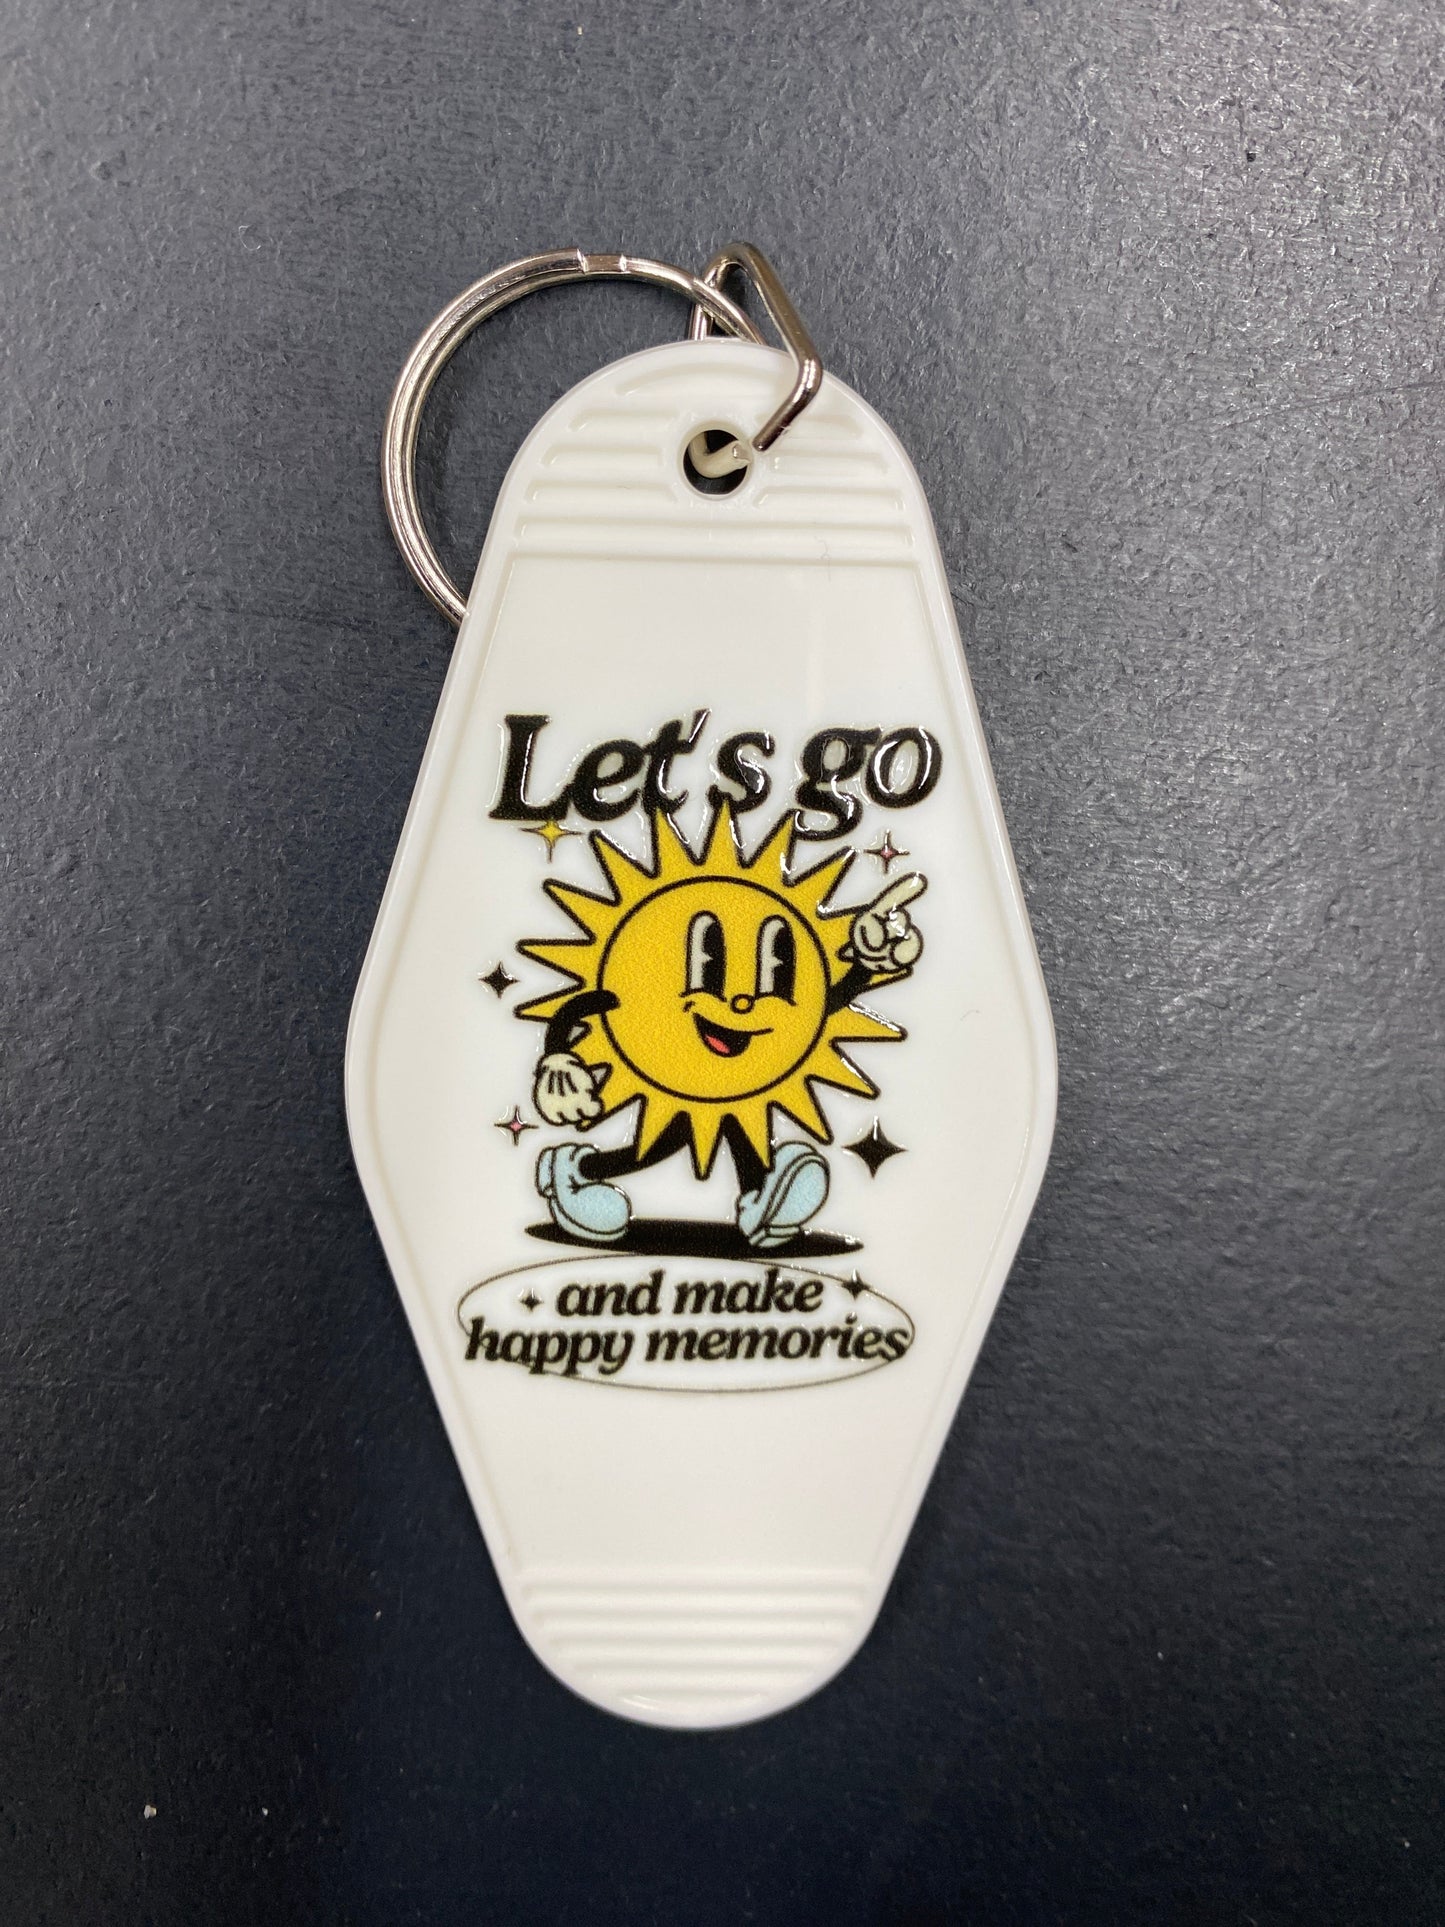 Let's go
and make
happy memories